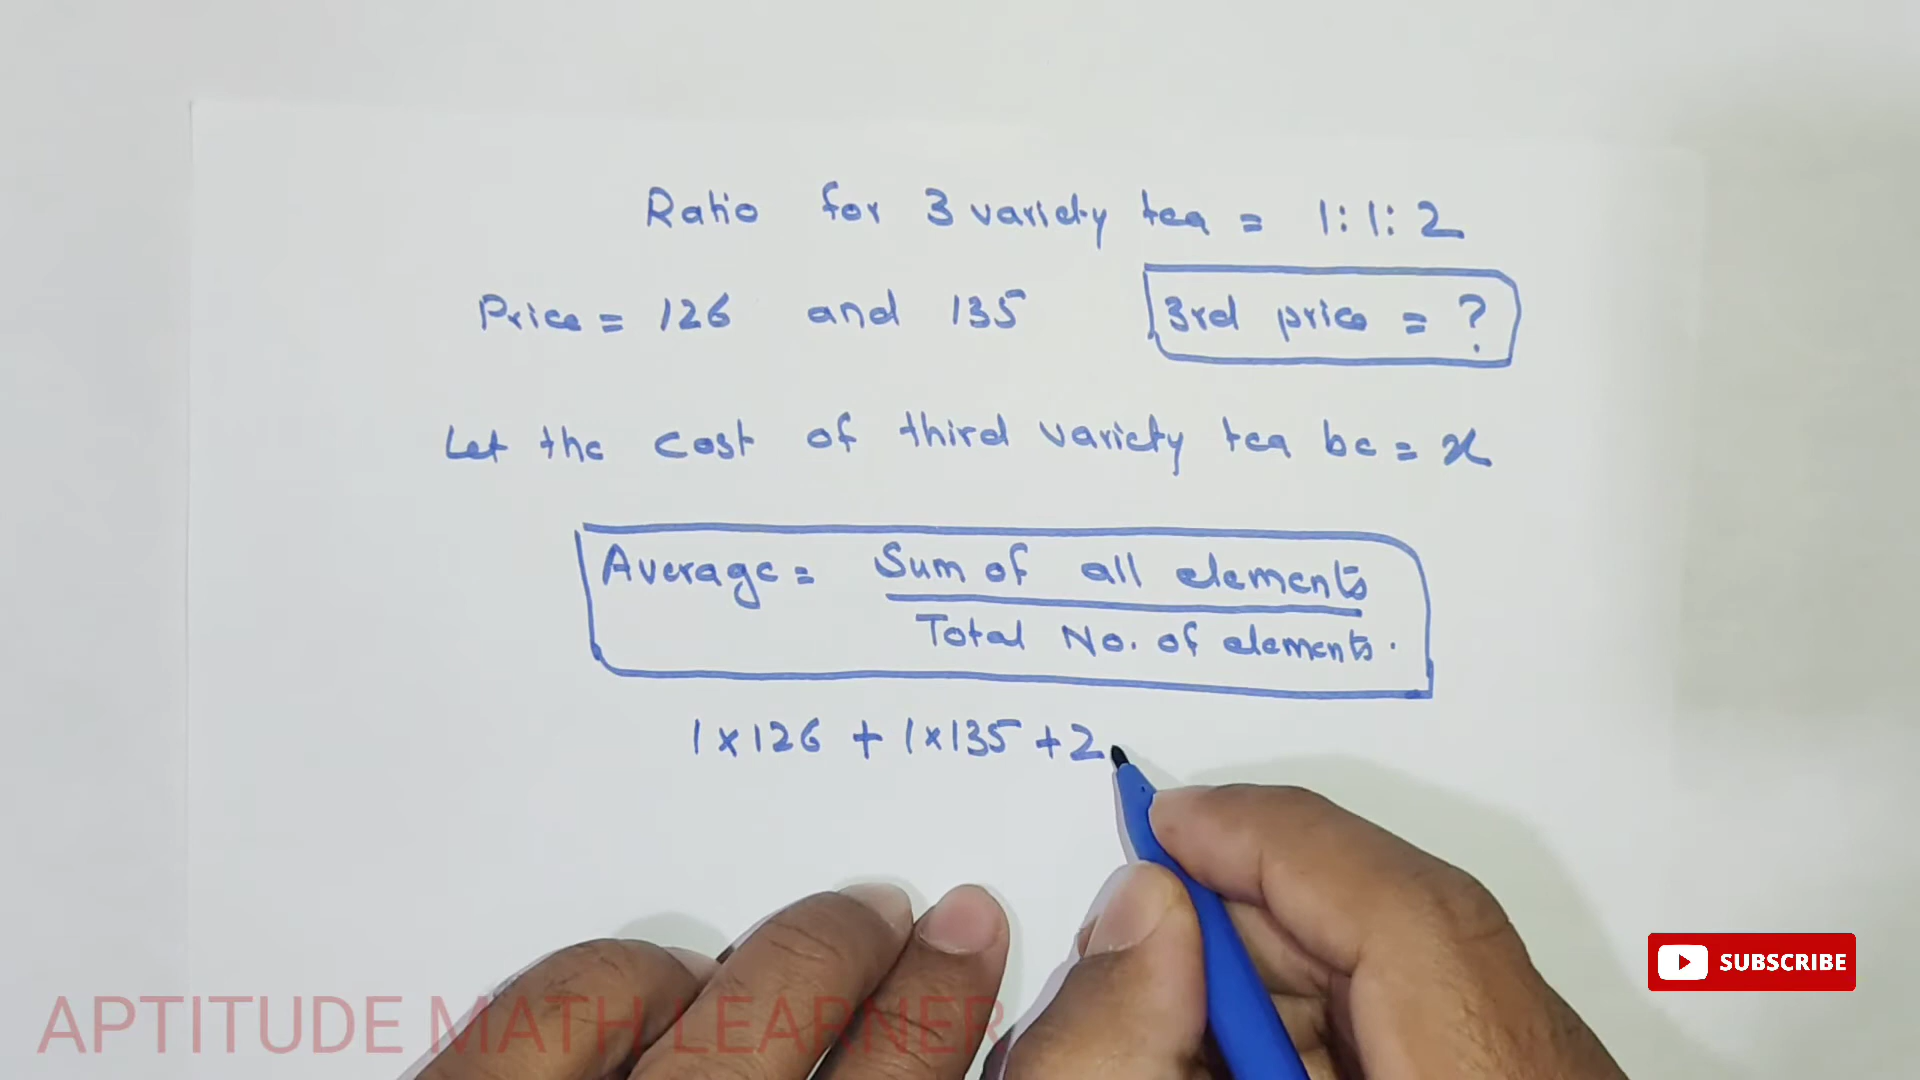 Ratio for 3 variety tea = 1:1:2
Price = 126 and 135 3rd price = ?
Let the cost of third variety tea be = x
Average = Sum of all elements
Total No. of elements.
1 × 126 + 1 × 135 + 2
SUBSCRIBE
APTITUDE MATH LEARNER